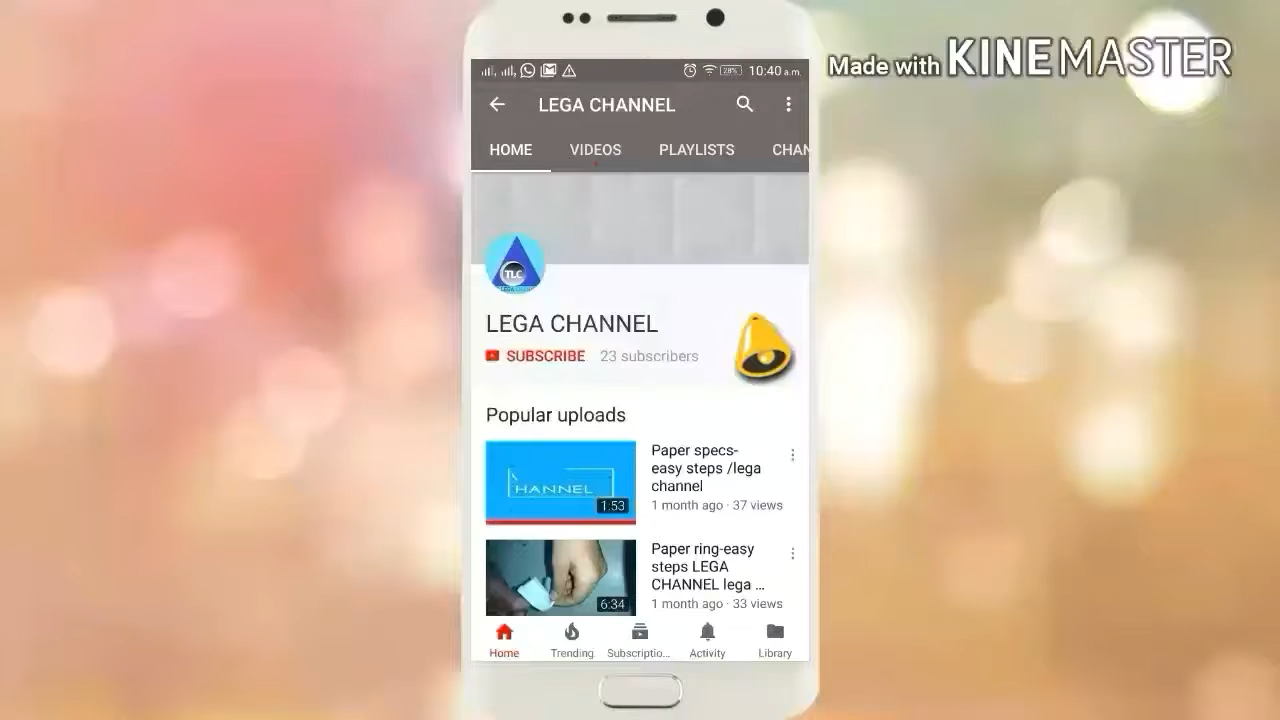 Made with KINEMASTER
28% 10:40 a.m.
LEGA CHANNEL
HOME VIDEOS PLAYLISTS CHAN
TLC
LEGA CHANNEL
SUBSCRIBE 23 subscribers
Popular uploads
HANNEL
1:53
Paper specs-
easy steps /lega
channel
1 month ago · 37 views
6:34
Paper ring-easy
steps LEGA
CHANNEL lega ...
1 month ago · 33 views
Home Trending Subscriptio... Activity Library